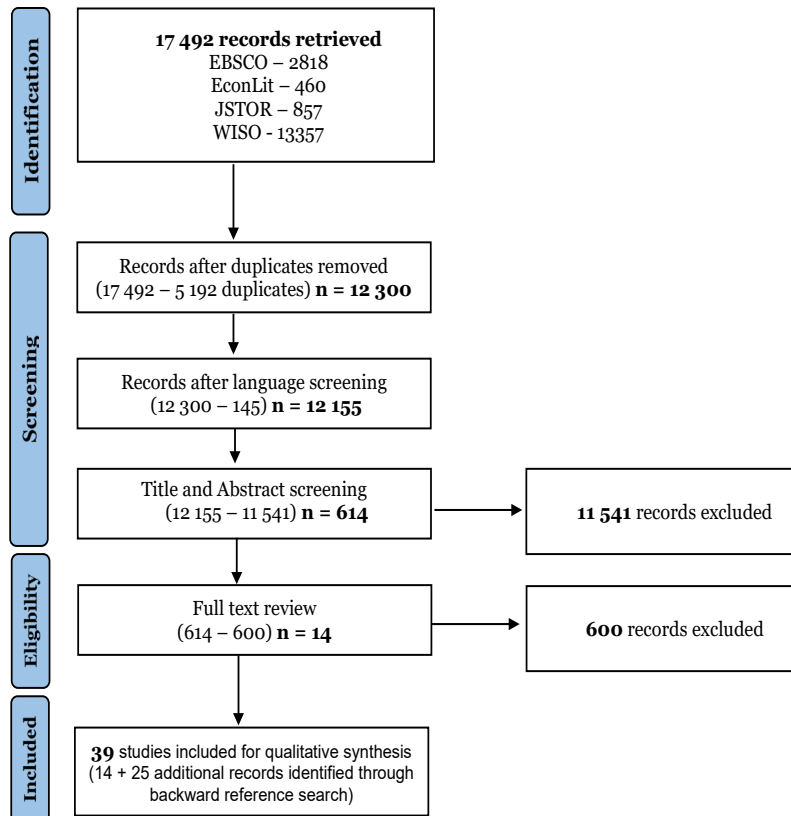 Identification
17 492 records retrieved
EBSCO – 2818
EconLit – 460
JSTOR – 857
WISO - 13357
Screening
Records after duplicates removed
(17 492 – 5 192 duplicates) n = 12 300
Records after language screening
(12 300 – 145) n = 12 155
Title and Abstract screening
(12 155 – 11 541) n = 614
11 541 records excluded
Eligibility
Full text review
(614 – 600) n = 14
600 records excluded
Included
39 studies included for qualitative synthesis
(14 + 25 additional records identified through
backward reference search)